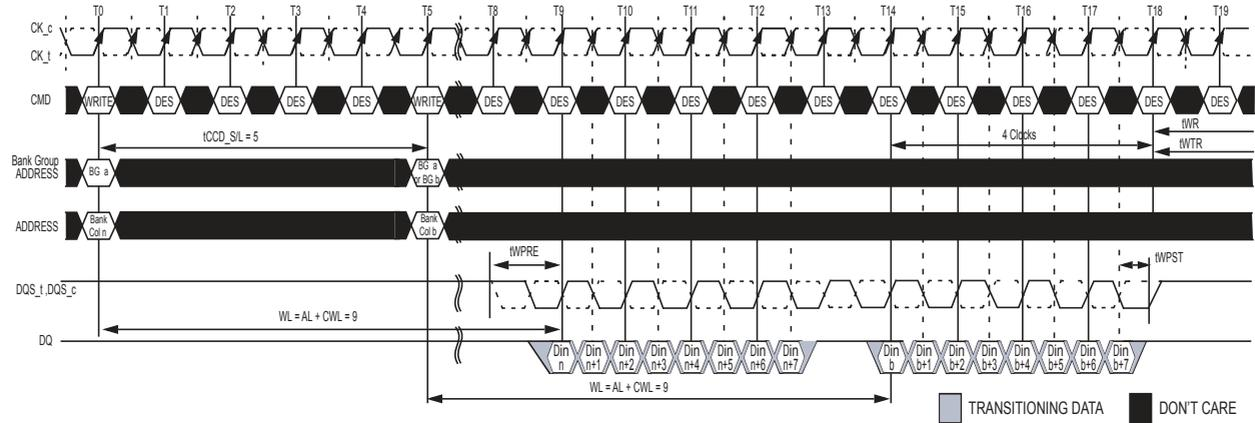 T0 T1 T2 T3 T4 T5 T8 T9 T10 T11 T12 T13 T14 T15 T16 T17 T18 T19
CK_c
CK_t
CMD WRITE DES DES DES DES WRITE DES DES DES DES DES DES DES DES DES DES DES DES
tCCD_S/L = 5 4 Clocks tWR
tWTR
Bank Group
ADDRESS BG a BG a
or BG b
ADDRESS Bank
Col n Bank
Col b
tWPRE tWPST
DQS_t ,DQS_c
WL = AL + CWL = 9
DQ Din
n Din
n+1 Din
n+2 Din
n+3 Din
n+4 Din
n+5 Din
n+6 Din
n+7 Din
b Din
b+1 Din
b+2 Din
b+3 Din
b+4 Din
b+5 Din
b+6 Din
b+7
WL = AL + CWL = 9
TRANSITIONING DATA DON'T CARE